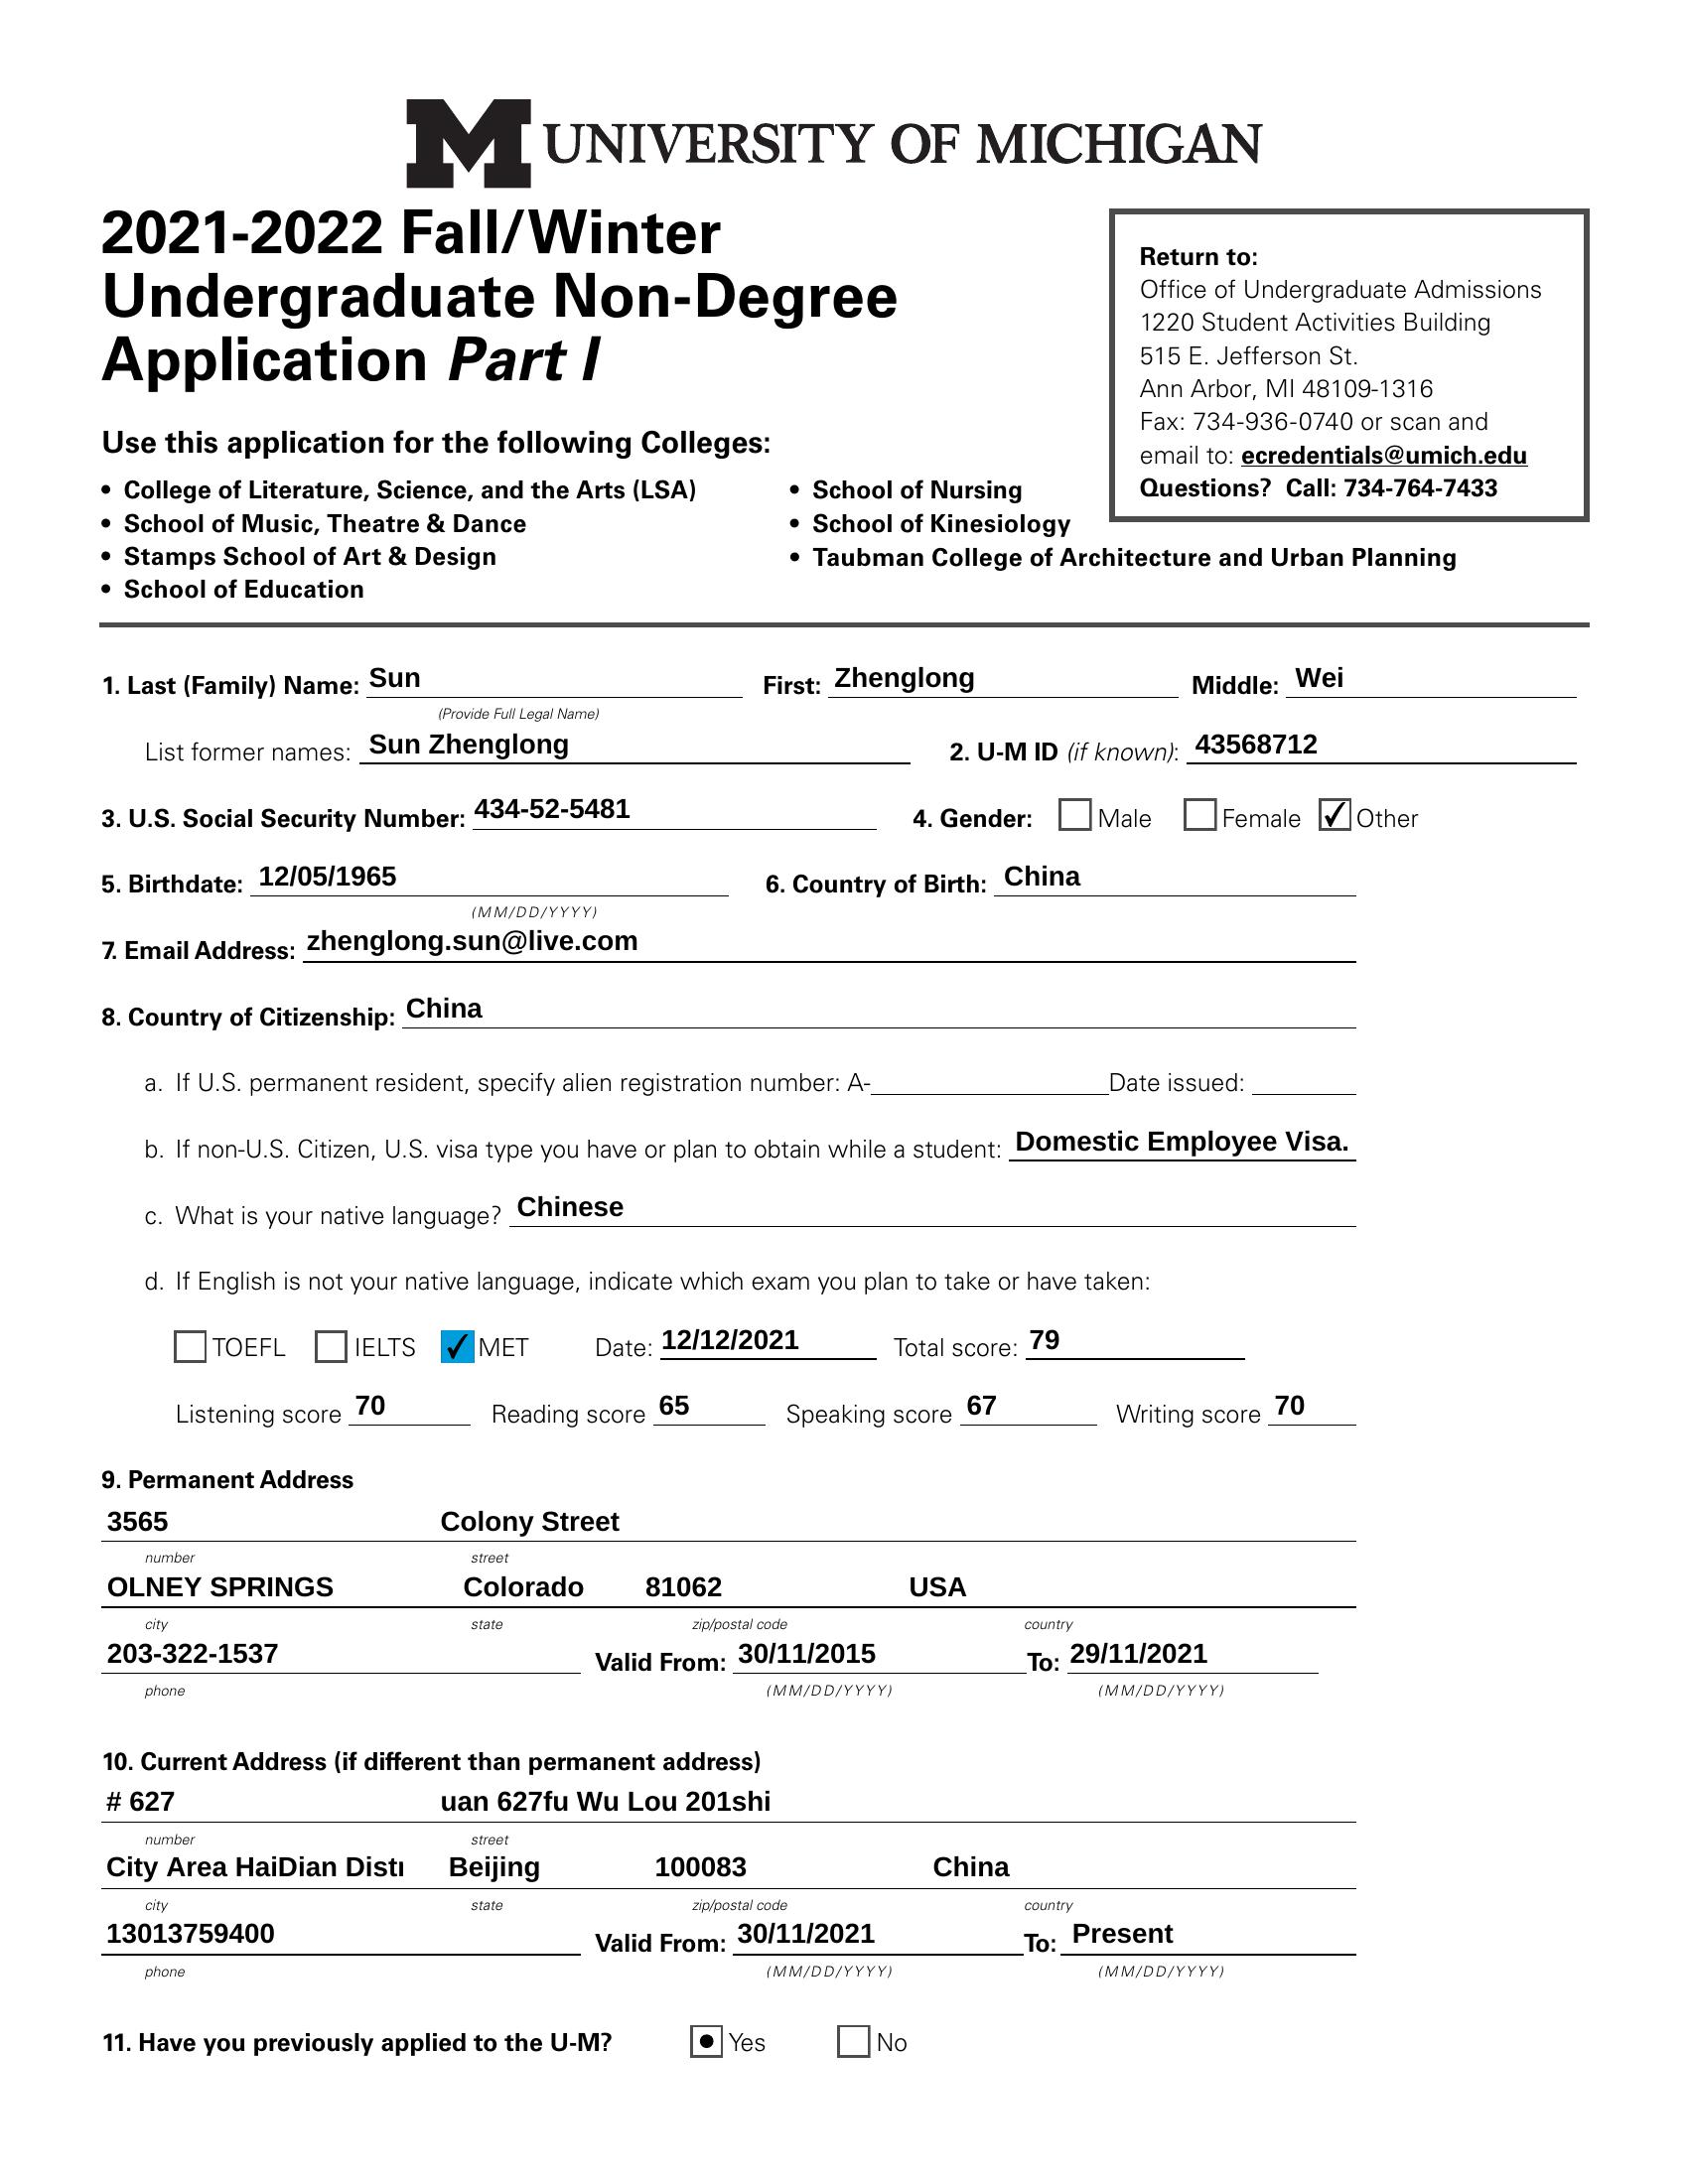 M UNIVERSITY OF MICHIGAN
2021-2022 Fall/Winter
Undergraduate Non-Degree
Application Part I
Return to:
Office of Undergraduate Admissions
1220 Student Activities Building
515 E. Jefferson St.
Ann Arbor, MI 48109-1316
Fax: 734-936-0740 or scan and
email to: ecredentials@umich.edu
Questions? Call: 734-764-7433
Use this application for the following Colleges:
• College of Literature, Science, and the Arts (LSA)
• School of Music, Theatre & Dance
• Stamps School of Art & Design
• School of Education
• School of Nursing
• School of Kinesiology
• Taubman College of Architecture and Urban Planning
1. Last (Family) Name: Sun First: Zhenglong Middle: Wei
(Provide Full Legal Name)
List former names: Sun Zhenglong 2. U-M ID (if known): 43568712
3. U.S. Social Security Number: 434-52-5481 4. Gender: Male Female ✓ Other
5. Birthdate: 12/05/1965 6. Country of Birth: China
(MM/DD/YYYY)
7. Email Address: zhenglong.sun@live.com
8. Country of Citizenship: China
a. If U.S. permanent resident, specify alien registration number: A- Date issued:
b. If non-U.S. Citizen, U.S. visa type you have or plan to obtain while a student: Domestic Employee Visa.
c. What is your native language? Chinese
d. If English is not your native language, indicate which exam you plan to take or have taken:
TOEFL IELTS ✓ MET Date: 12/12/2021 Total score: 79
Listening score 70 Reading score 65 Speaking score 67 Writing score 70
9. Permanent Address
3565 Colony Street
number street
OLNEY SPRINGS Colorado 81062 USA
city state zip/postal code country
203-322-1537 Valid From: 30/11/2015 To: 29/11/2021
phone (MM/DD/YYYY) (MM/DD/YYYY)
10. Current Address (if different than permanent address)
# 627 uan 627fu Wu Lou 201shi
number street
City Area HaiDian Beijing 100083 China
city state zip/postal code country
13013759400 Valid From: 30/11/2021 To: Present
phone (MM/DD/YYYY) (MM/DD/YYYY)
11. Have you previously applied to the U-M? Yes No